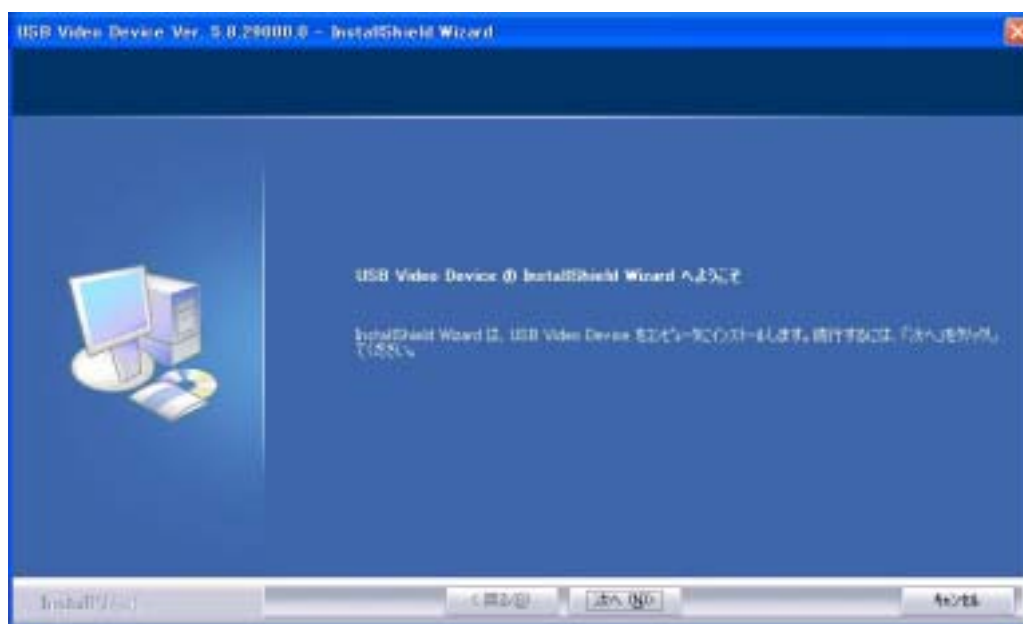 USB Video Device Ver. 5.8.29000.0 - InstallShield Wizard
USB Video Device の InstallShield Wizard へようこそ
InstallShield Wizard は、USB Video Device をコンピュータにインストールします。続行するには、「次へ」をクリックし
てください。
InstallShield
< 戻る(B)
次へ (N)>
キャンセル